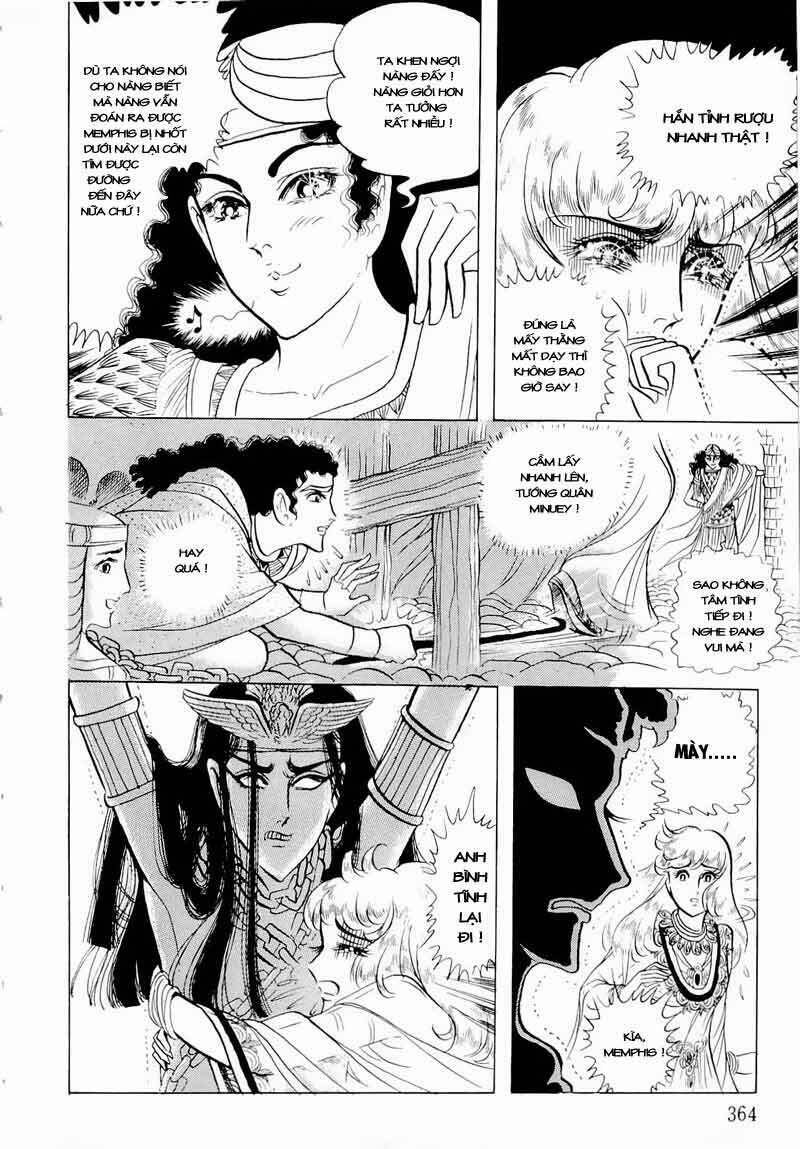 HẮN TỈNH RƯỢU
NHANH THẬT !
ĐÚNG LÀ
MẤY THẰNG
MẤT DẠY THÌ
KHÔNG BAO
GIỜ SAY !
TA KHEN NGỢI
NÀNG ĐẤY !
NÀNG GIỎI HƠN
TA TƯỞNG
RẤT NHIỀU !
DÙ TA KHÔNG NÓI
CHO NÀNG BIẾT
MÀ NÀNG VẪN
ĐOÁN RA ĐƯỢC
MEMPHIS BỊ NHỐT
DƯỚI NÀY LẠI CÒN
TÌM ĐƯỢC
ĐƯỜNG
ĐẾN ĐÂY
NỮA CHỨ !
SAO KHÔNG
TÂM TÌNH
TIẾP ĐI !
NGHE ĐANG
VUI MÀ !
CẦM LẤY
NHANH LÊN,
TƯỚNG QUÂN
MINUEY !
HAY
QUÁ !
MÀY.....
KÌA,
MEMPHIS !
ANH
BÌNH
TĨNH
LẠI
ĐI !
364